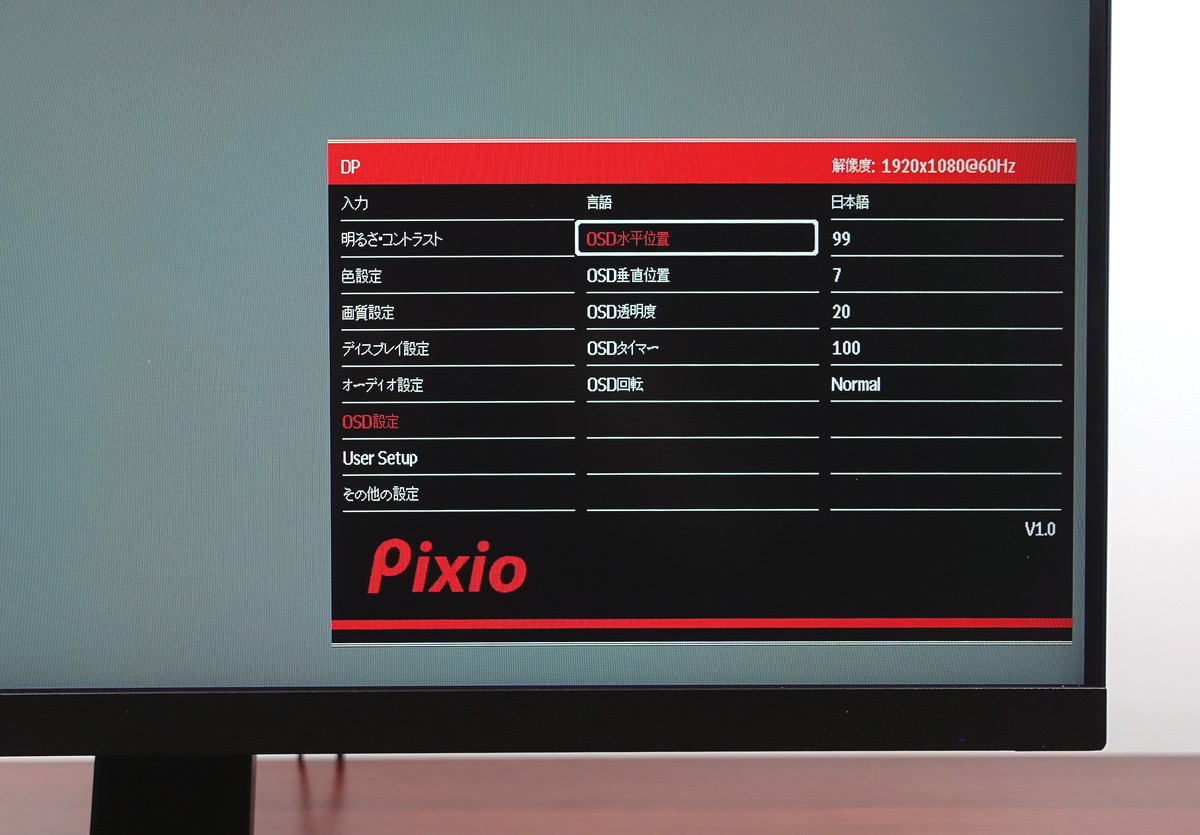 DP 解像度: 1920x1080@60Hz
入力 言語 日本語
明るさ・コントラスト OSD水平位置 99
色設定 OSD垂直位置 7
画質設定 OSD透明度 20
ディスプレイ設定 OSDタイマー 100
オーディオ設定 OSD回転 Normal
OSD設定
User Setup
その他の設定
V1.0
Pixio